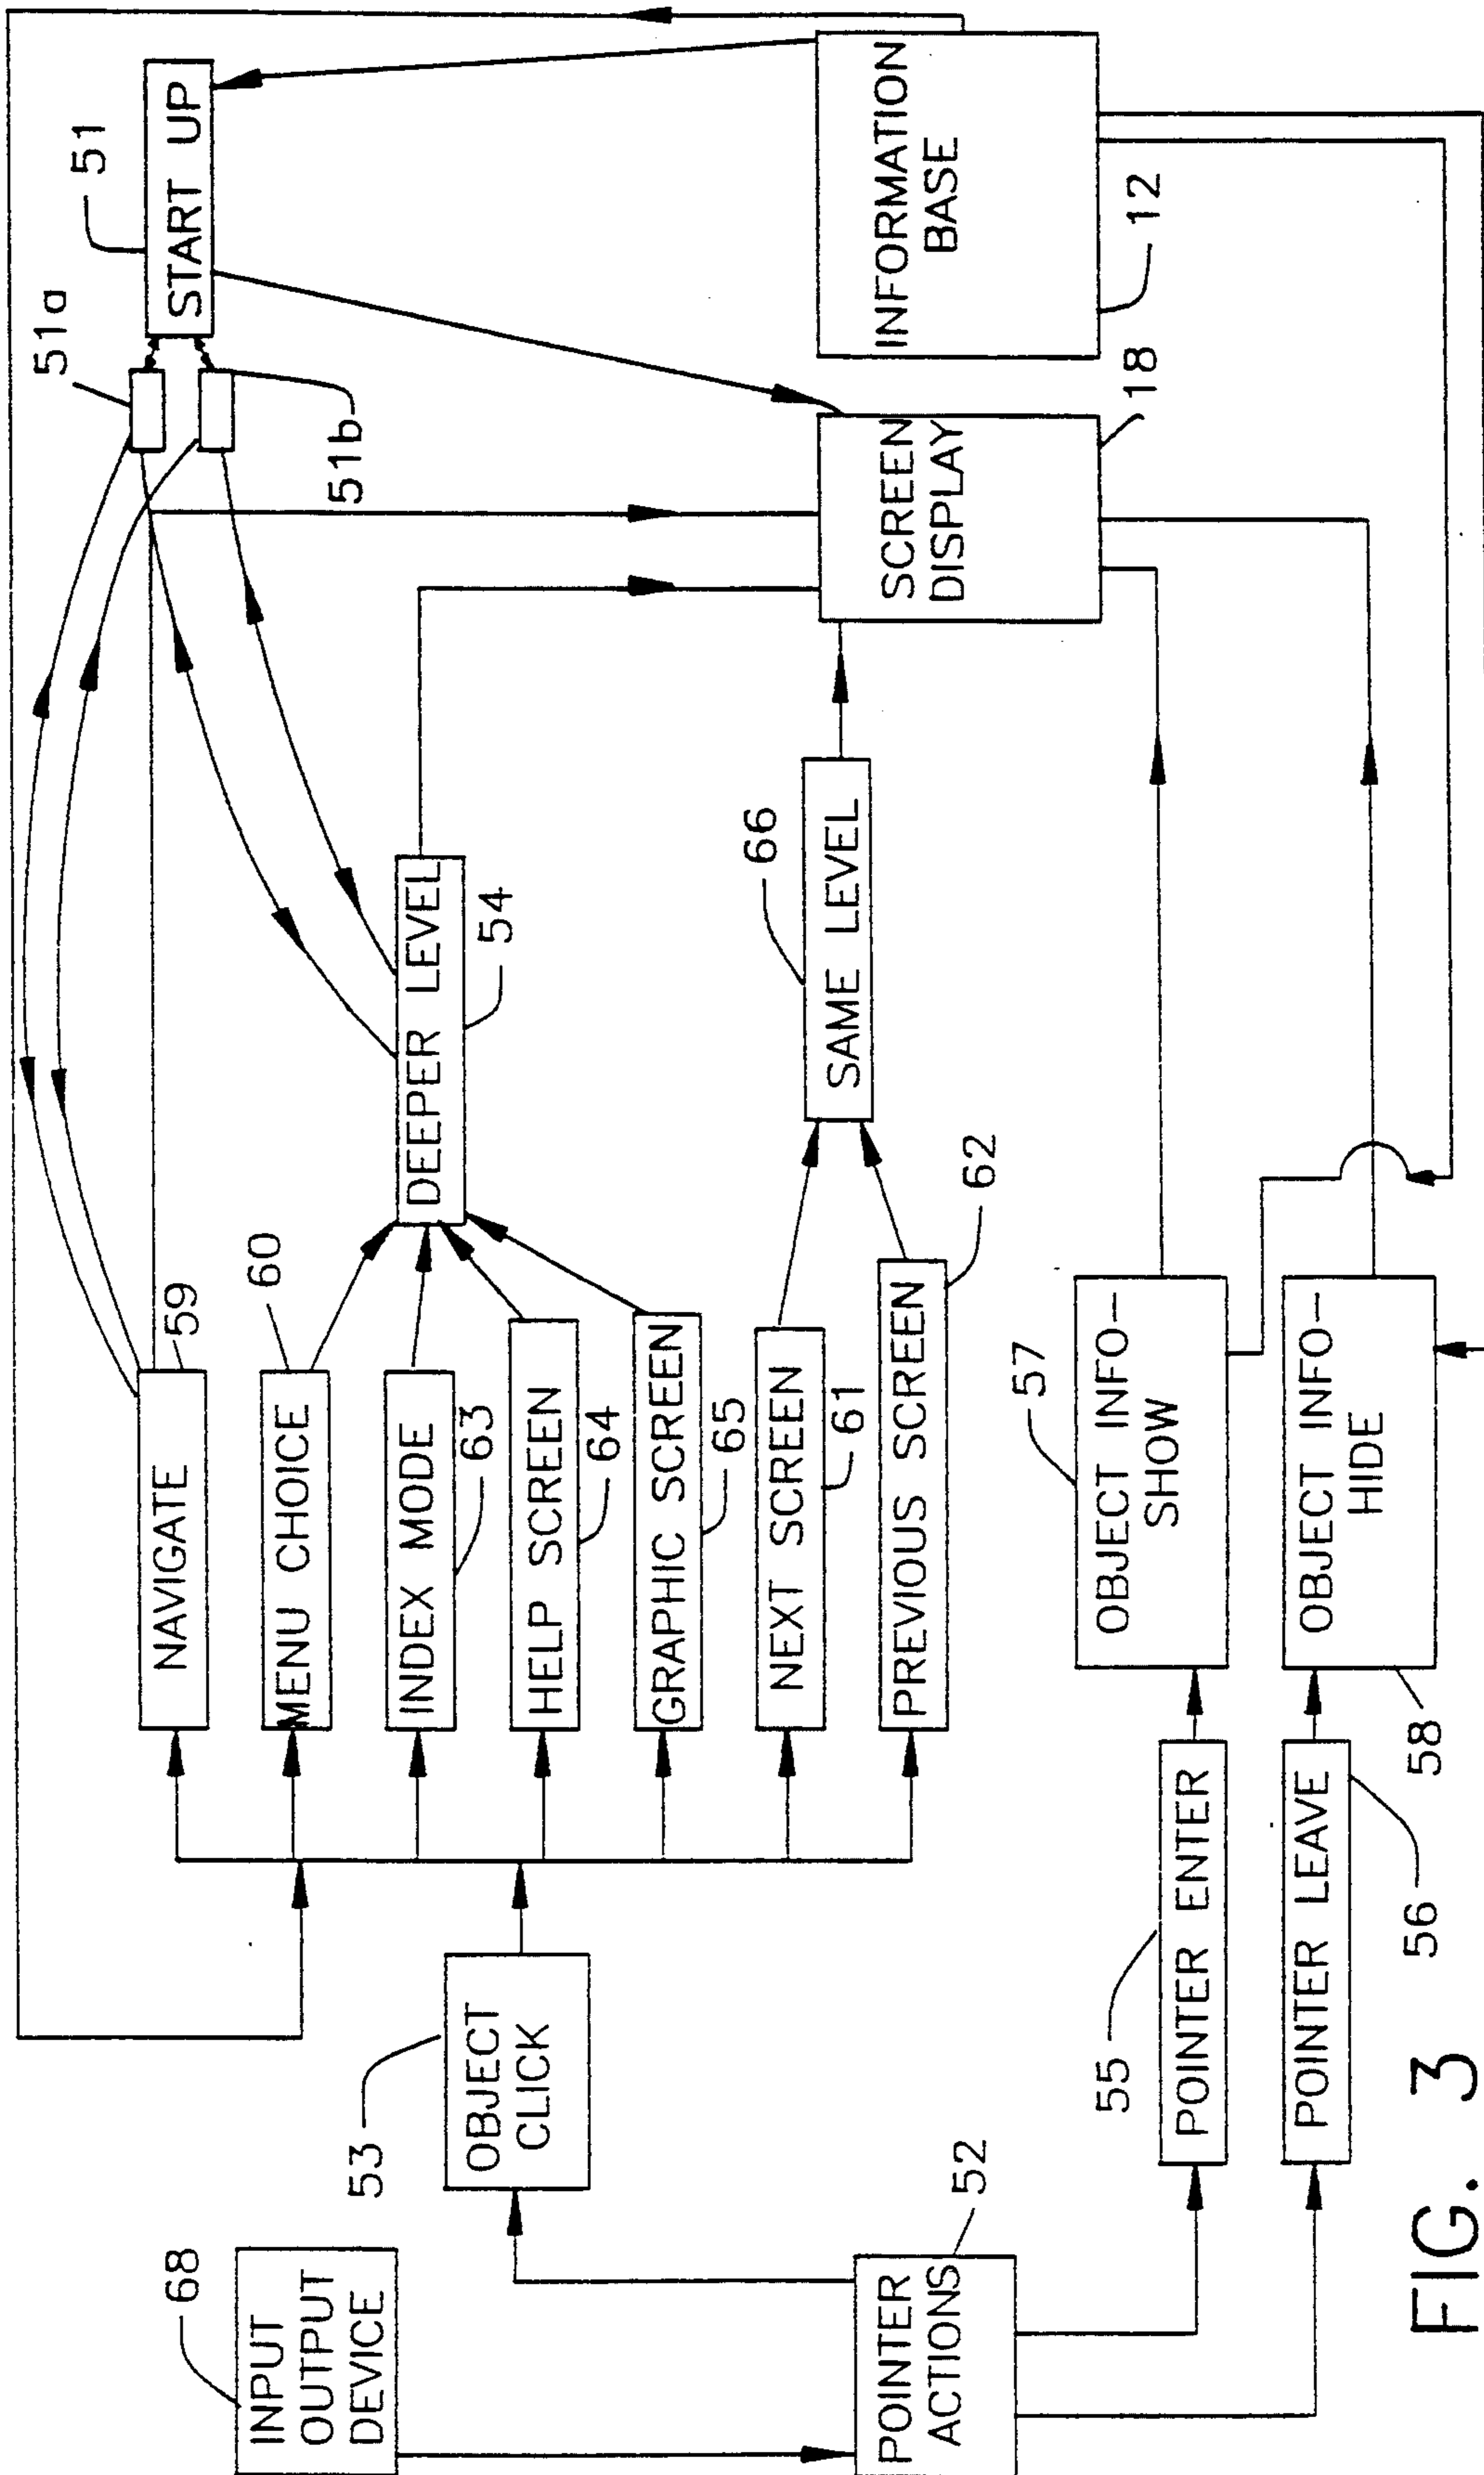 68
INPUT
OUTPUT
DEVICE
POINTER
ACTIONS
52
53
OBJECT
CLICK
55
POINTER ENTER
POINTER LEAVE
56
NAVIGATE
59
MENU CHOICE
60
INDEX MODE
63
HELP SCREEN
64
GRAPHIC SCREEN
65
NEXT SCREEN
61
PREVIOUS SCREEN
62
57
OBJECT INFO-
SHOW
OBJECT INFO-
HIDE
58
DEEPER LEVEL
54
66
SAME LEVEL
51a
51b
51
START UP
SCREEN
DISPLAY
18
INFORMATION
BASE
12
FIG. 3